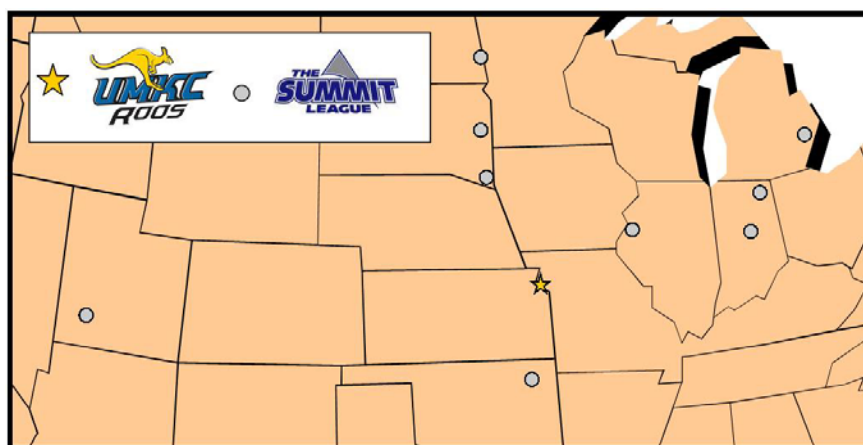 UMKC
ROOS
THE
SUMMIT
LEAGUE